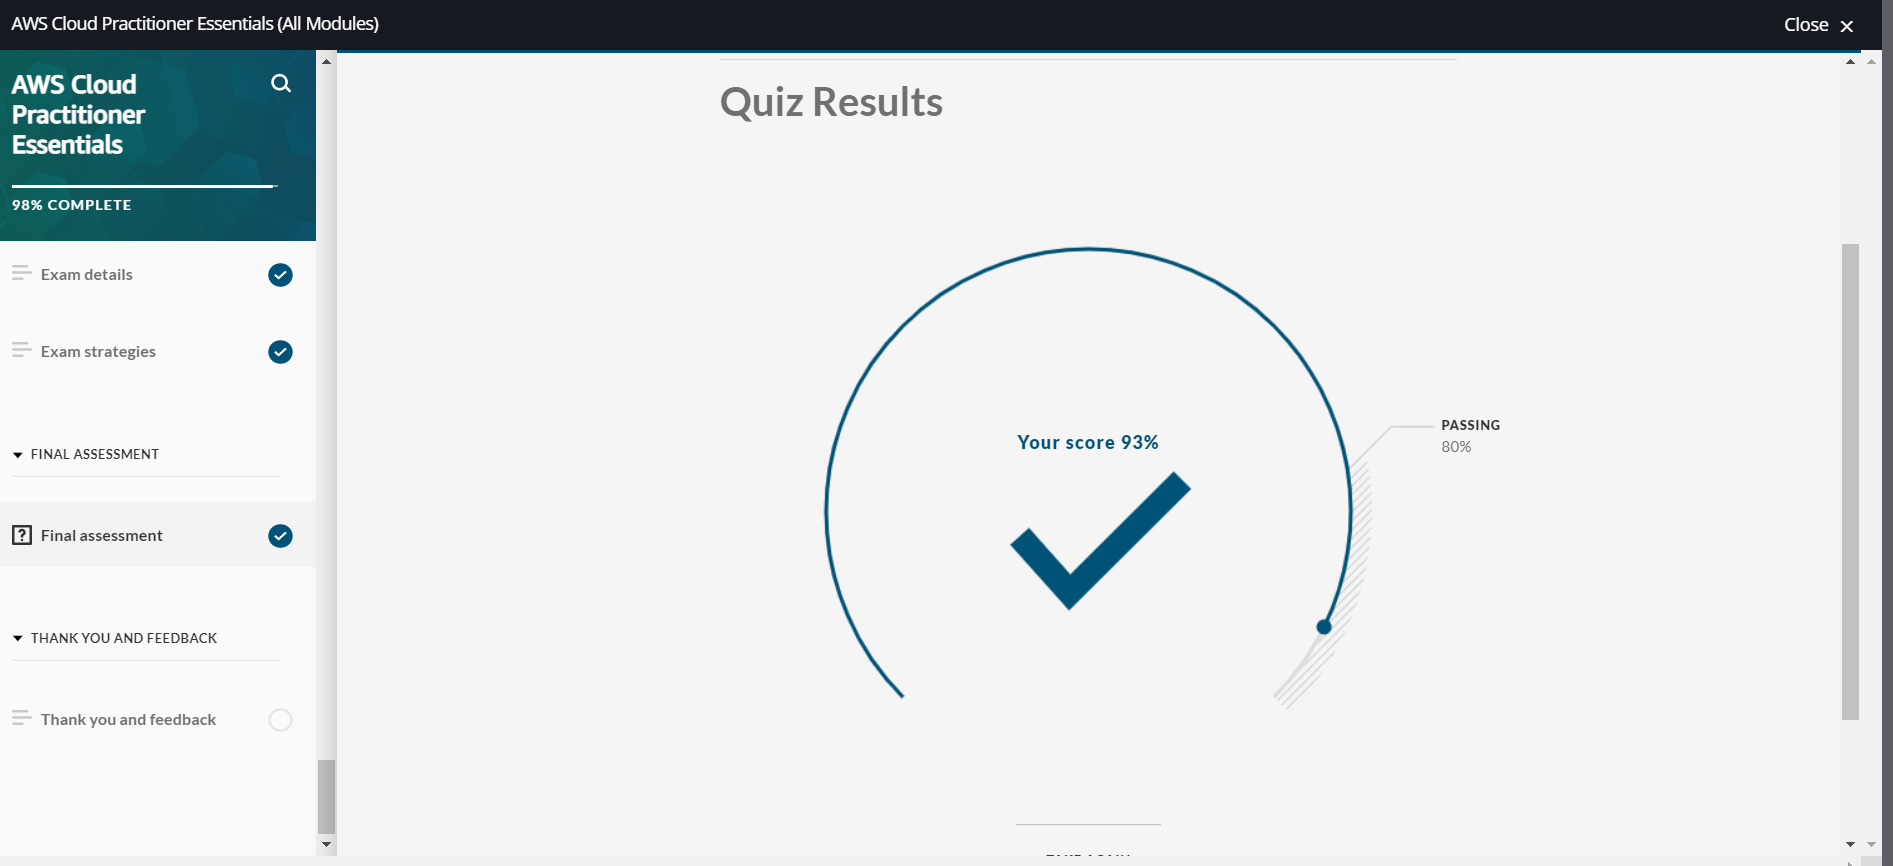 AWS Cloud Practitioner Essentials (All Modules)
Close
AWS Cloud
Practitioner
Essentials
98% COMPLETE
Exam details
Exam strategies
FINAL ASSESSMENT
Final assessment
THANK YOU AND FEEDBACK
Thank you and feedback
Quiz Results
Your score 93%
PASSING
80%